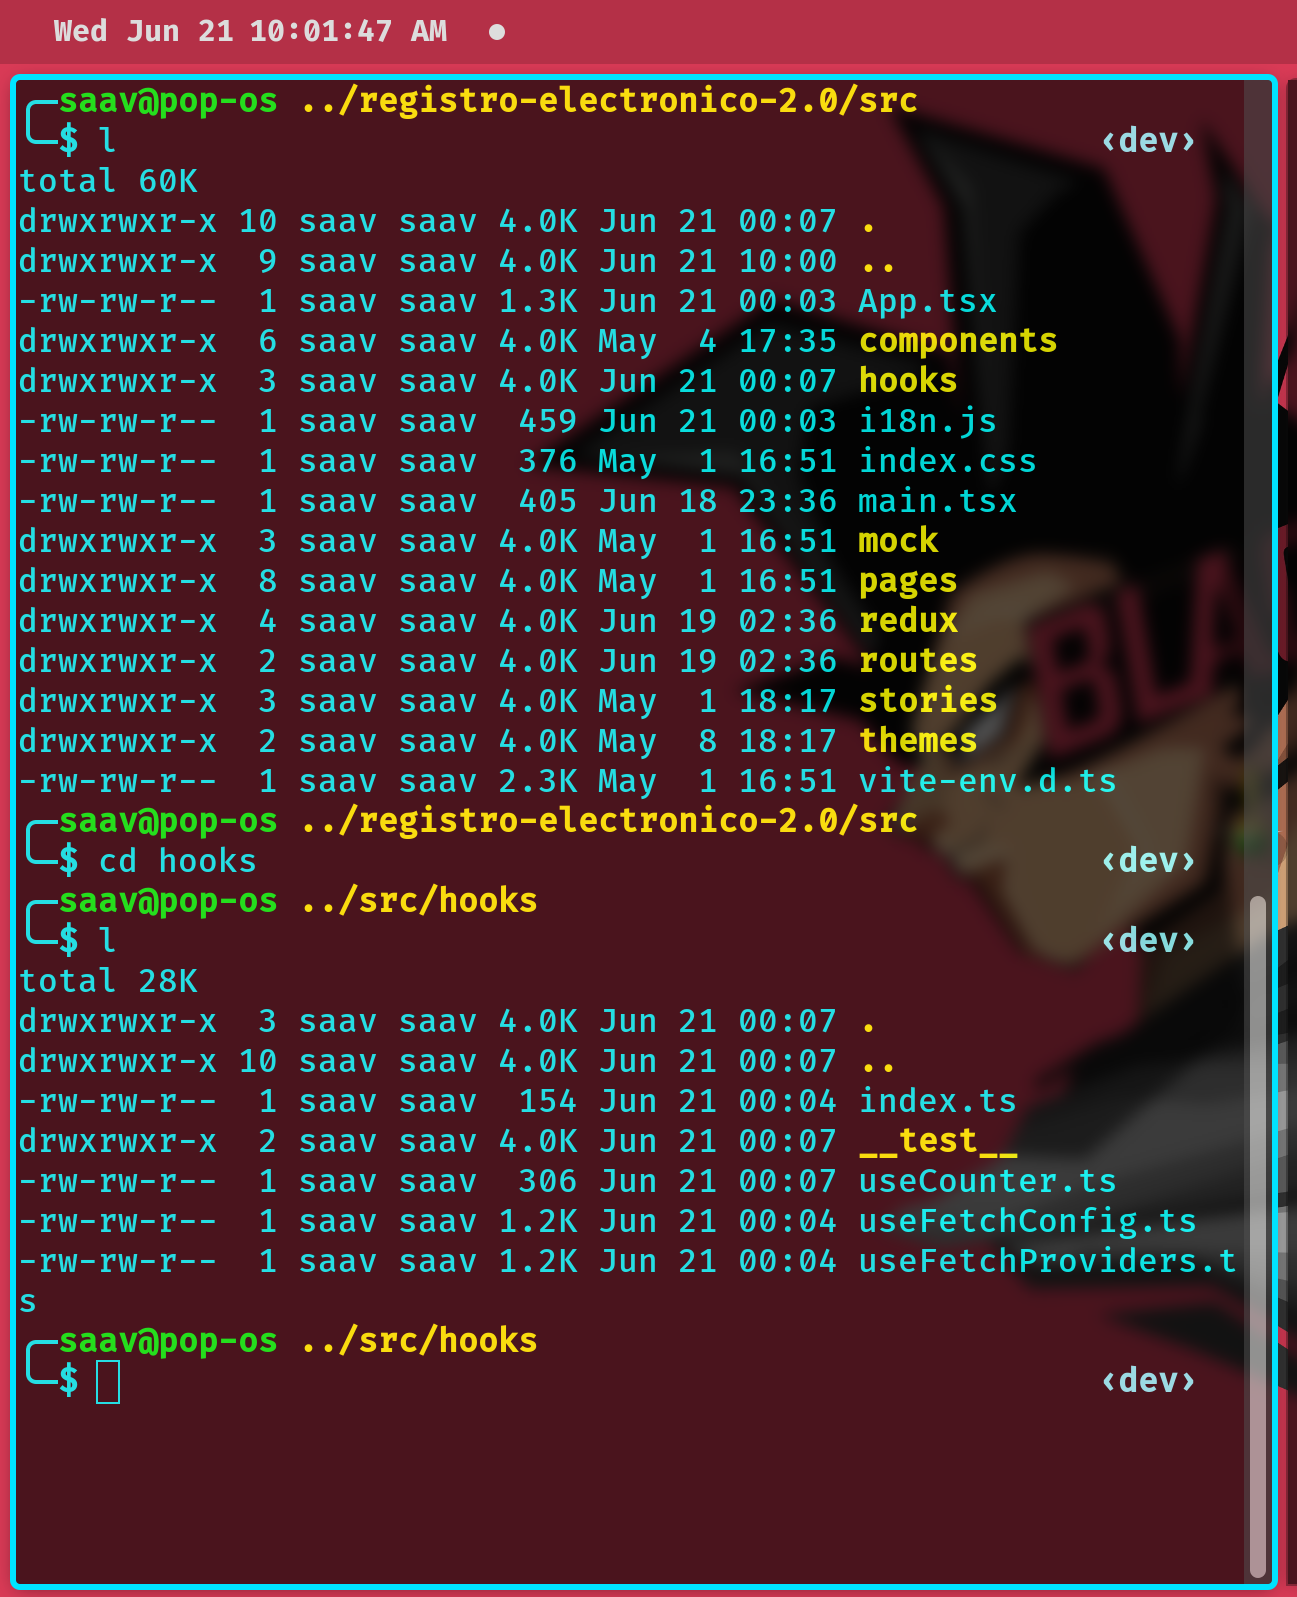 Wed Jun 21 10:01:47 AM ●
saav@pop-os ../registro-electronico-2.0/src
$ l ‹dev›
total 60K
drwxrwxr-x 10 saav saav 4.0K Jun 21 00:07 .
drwxrwxr-x  9 saav saav 4.0K Jun 21 10:00 ..
-rw-rw-r--  1 saav saav 1.3K Jun 21 00:03 App.tsx
drwxrwxr-x  6 saav saav 4.0K May  4 17:35 components
drwxrwxr-x  3 saav saav 4.0K Jun 21 00:07 hooks
-rw-rw-r--  1 saav saav  459 Jun 21 00:03 i18n.js
-rw-rw-r--  1 saav saav  376 May  1 16:51 index.css
-rw-rw-r--  1 saav saav  405 Jun 18 23:36 main.tsx
drwxrwxr-x  3 saav saav 4.0K May  1 16:51 mock
drwxrwxr-x  8 saav saav 4.0K May  1 16:51 pages
drwxrwxr-x  4 saav saav 4.0K Jun 19 02:36 redux
drwxrwxr-x  2 saav saav 4.0K Jun 19 02:36 routes
drwxrwxr-x  3 saav saav 4.0K May  1 18:17 stories
drwxrwxr-x  2 saav saav 4.0K May  8 18:17 themes
-rw-rw-r--  1 saav saav 2.3K May  1 16:51 vite-env.d.ts
saav@pop-os ../registro-electronico-2.0/src
$ cd hooks ‹dev›
saav@pop-os ../src/hooks
$ l ‹dev›
total 28K
drwxrwxr-x  3 saav saav 4.0K Jun 21 00:07 .
drwxrwxr-x 10 saav saav 4.0K Jun 21 00:07 ..
-rw-rw-r--  1 saav saav  154 Jun 21 00:04 index.ts
drwxrwxr-x  2 saav saav 4.0K Jun 21 00:07 __test__
-rw-rw-r--  1 saav saav  306 Jun 21 00:07 useCounter.ts
-rw-rw-r--  1 saav saav 1.2K Jun 21 00:04 useFetchConfig.ts
-rw-rw-r--  1 saav saav 1.2K Jun 21 00:04 useFetchProviders.t
s
saav@pop-os ../src/hooks
$ ‹dev›